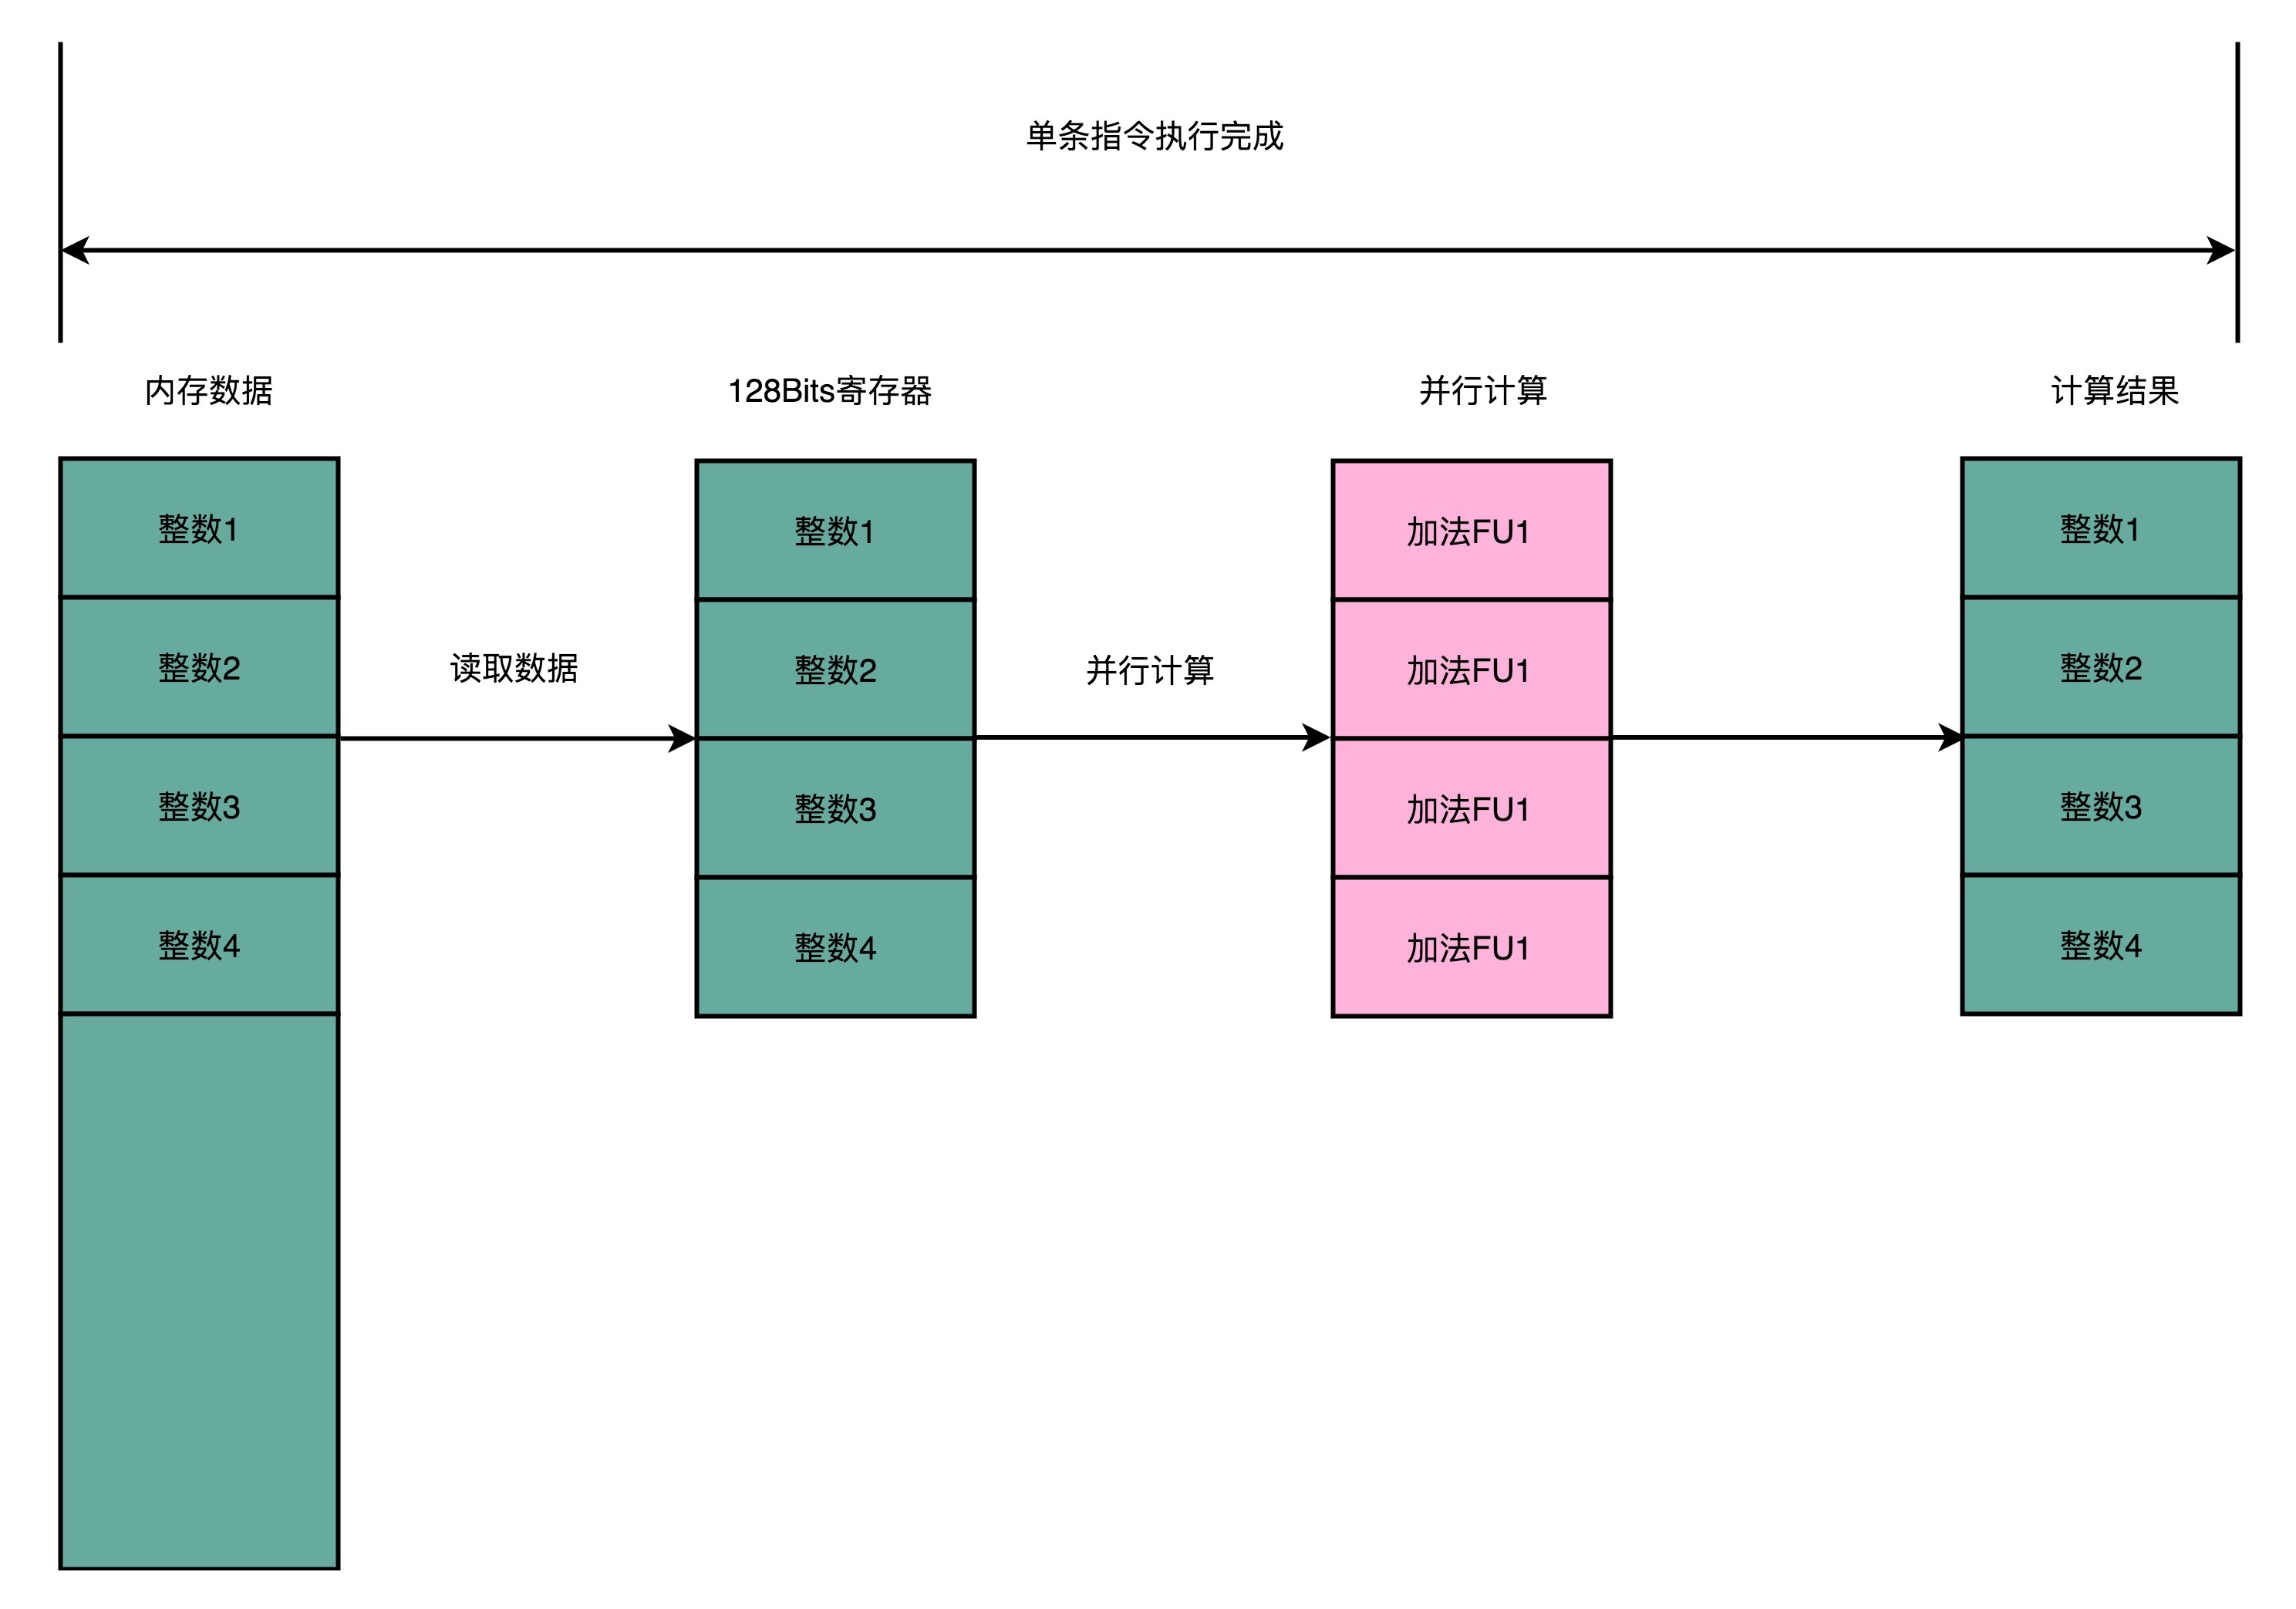 单条指令执行完成
内存数据
128Bits寄存器
并行计算
计算结果
整数1
整数2
整数3
整数4
读取数据
整数1
整数2
整数3
整数4
并行计算
加法FU1
加法FU1
加法FU1
加法FU1
整数1
整数2
整数3
整数4